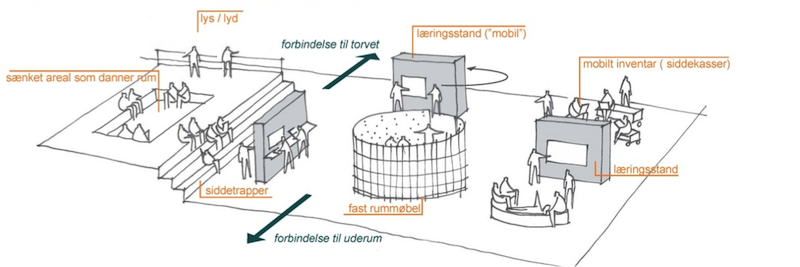 lys / lyd
forbindelse til torvet
læringsstand ("mobil")
mobilt inventar ( siddekasser)
sænket areal som danner rum
læringsstand
siddetrapper
fast rummøbel
forbindelse til uderum